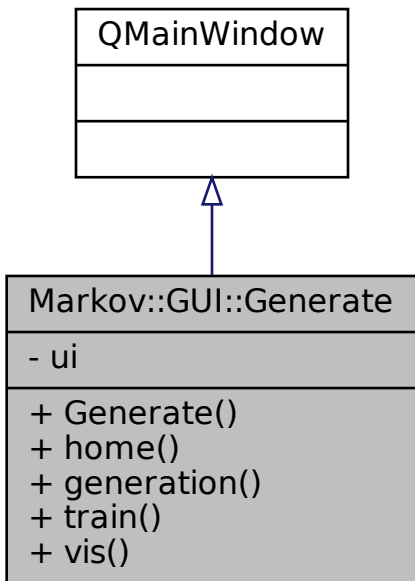 QMainWindow
Markov::GUI::Generate
- ui
+ Generate()
+ home()
+ generation()
+ train()
+ vis()